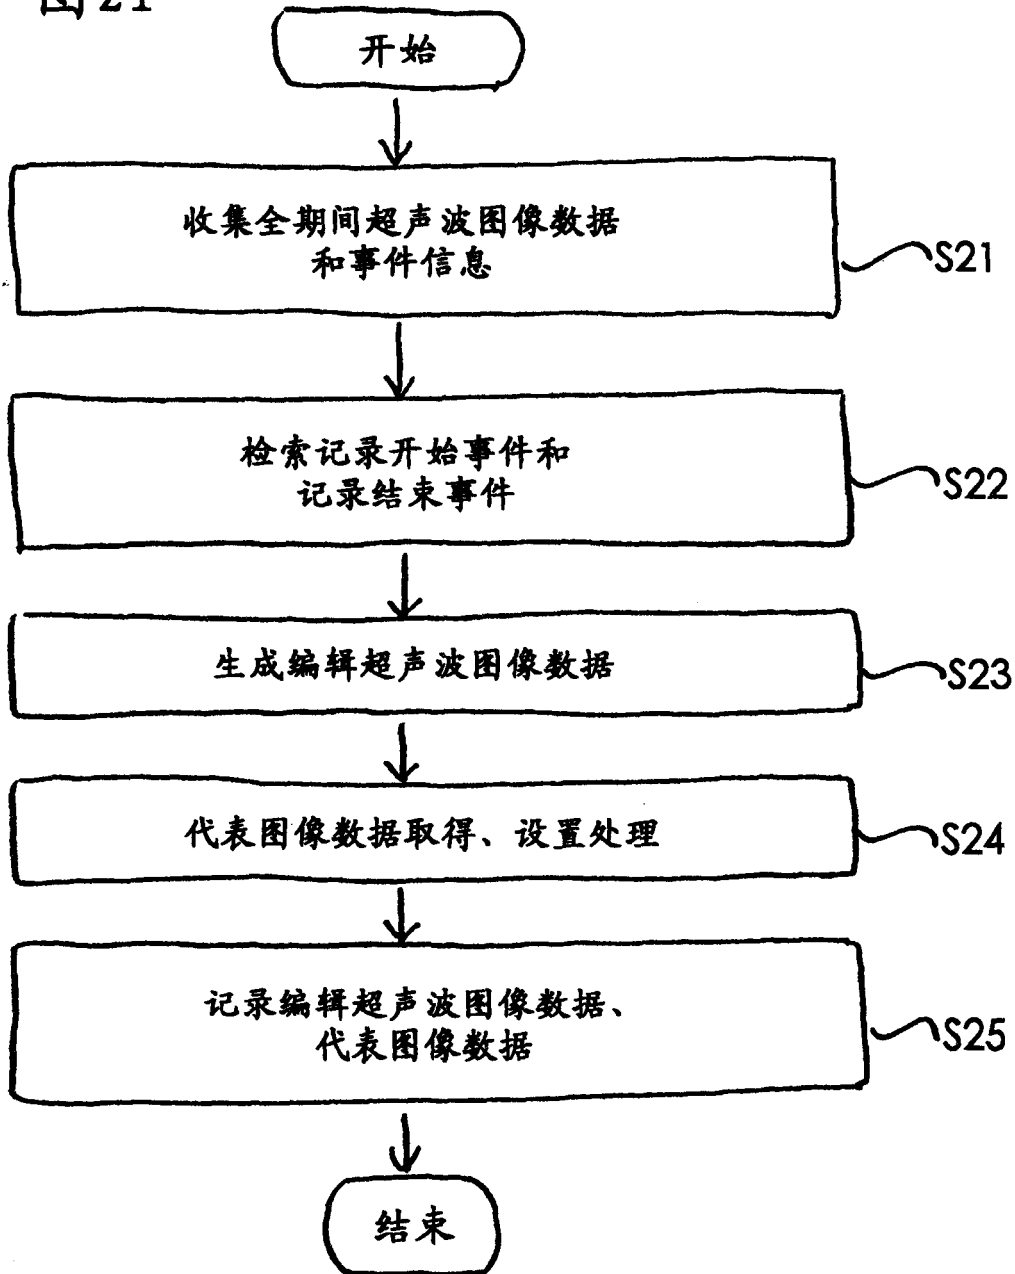 图21
开始
收集全期间超声波图像数据
和事件信息
S21
检索记录开始事件和
记录结束事件
S22
生成编辑超声波图像数据
S23
代表图像数据取得、设置处理
S24
记录编辑超声波图像数据、
代表图像数据
S25
结束